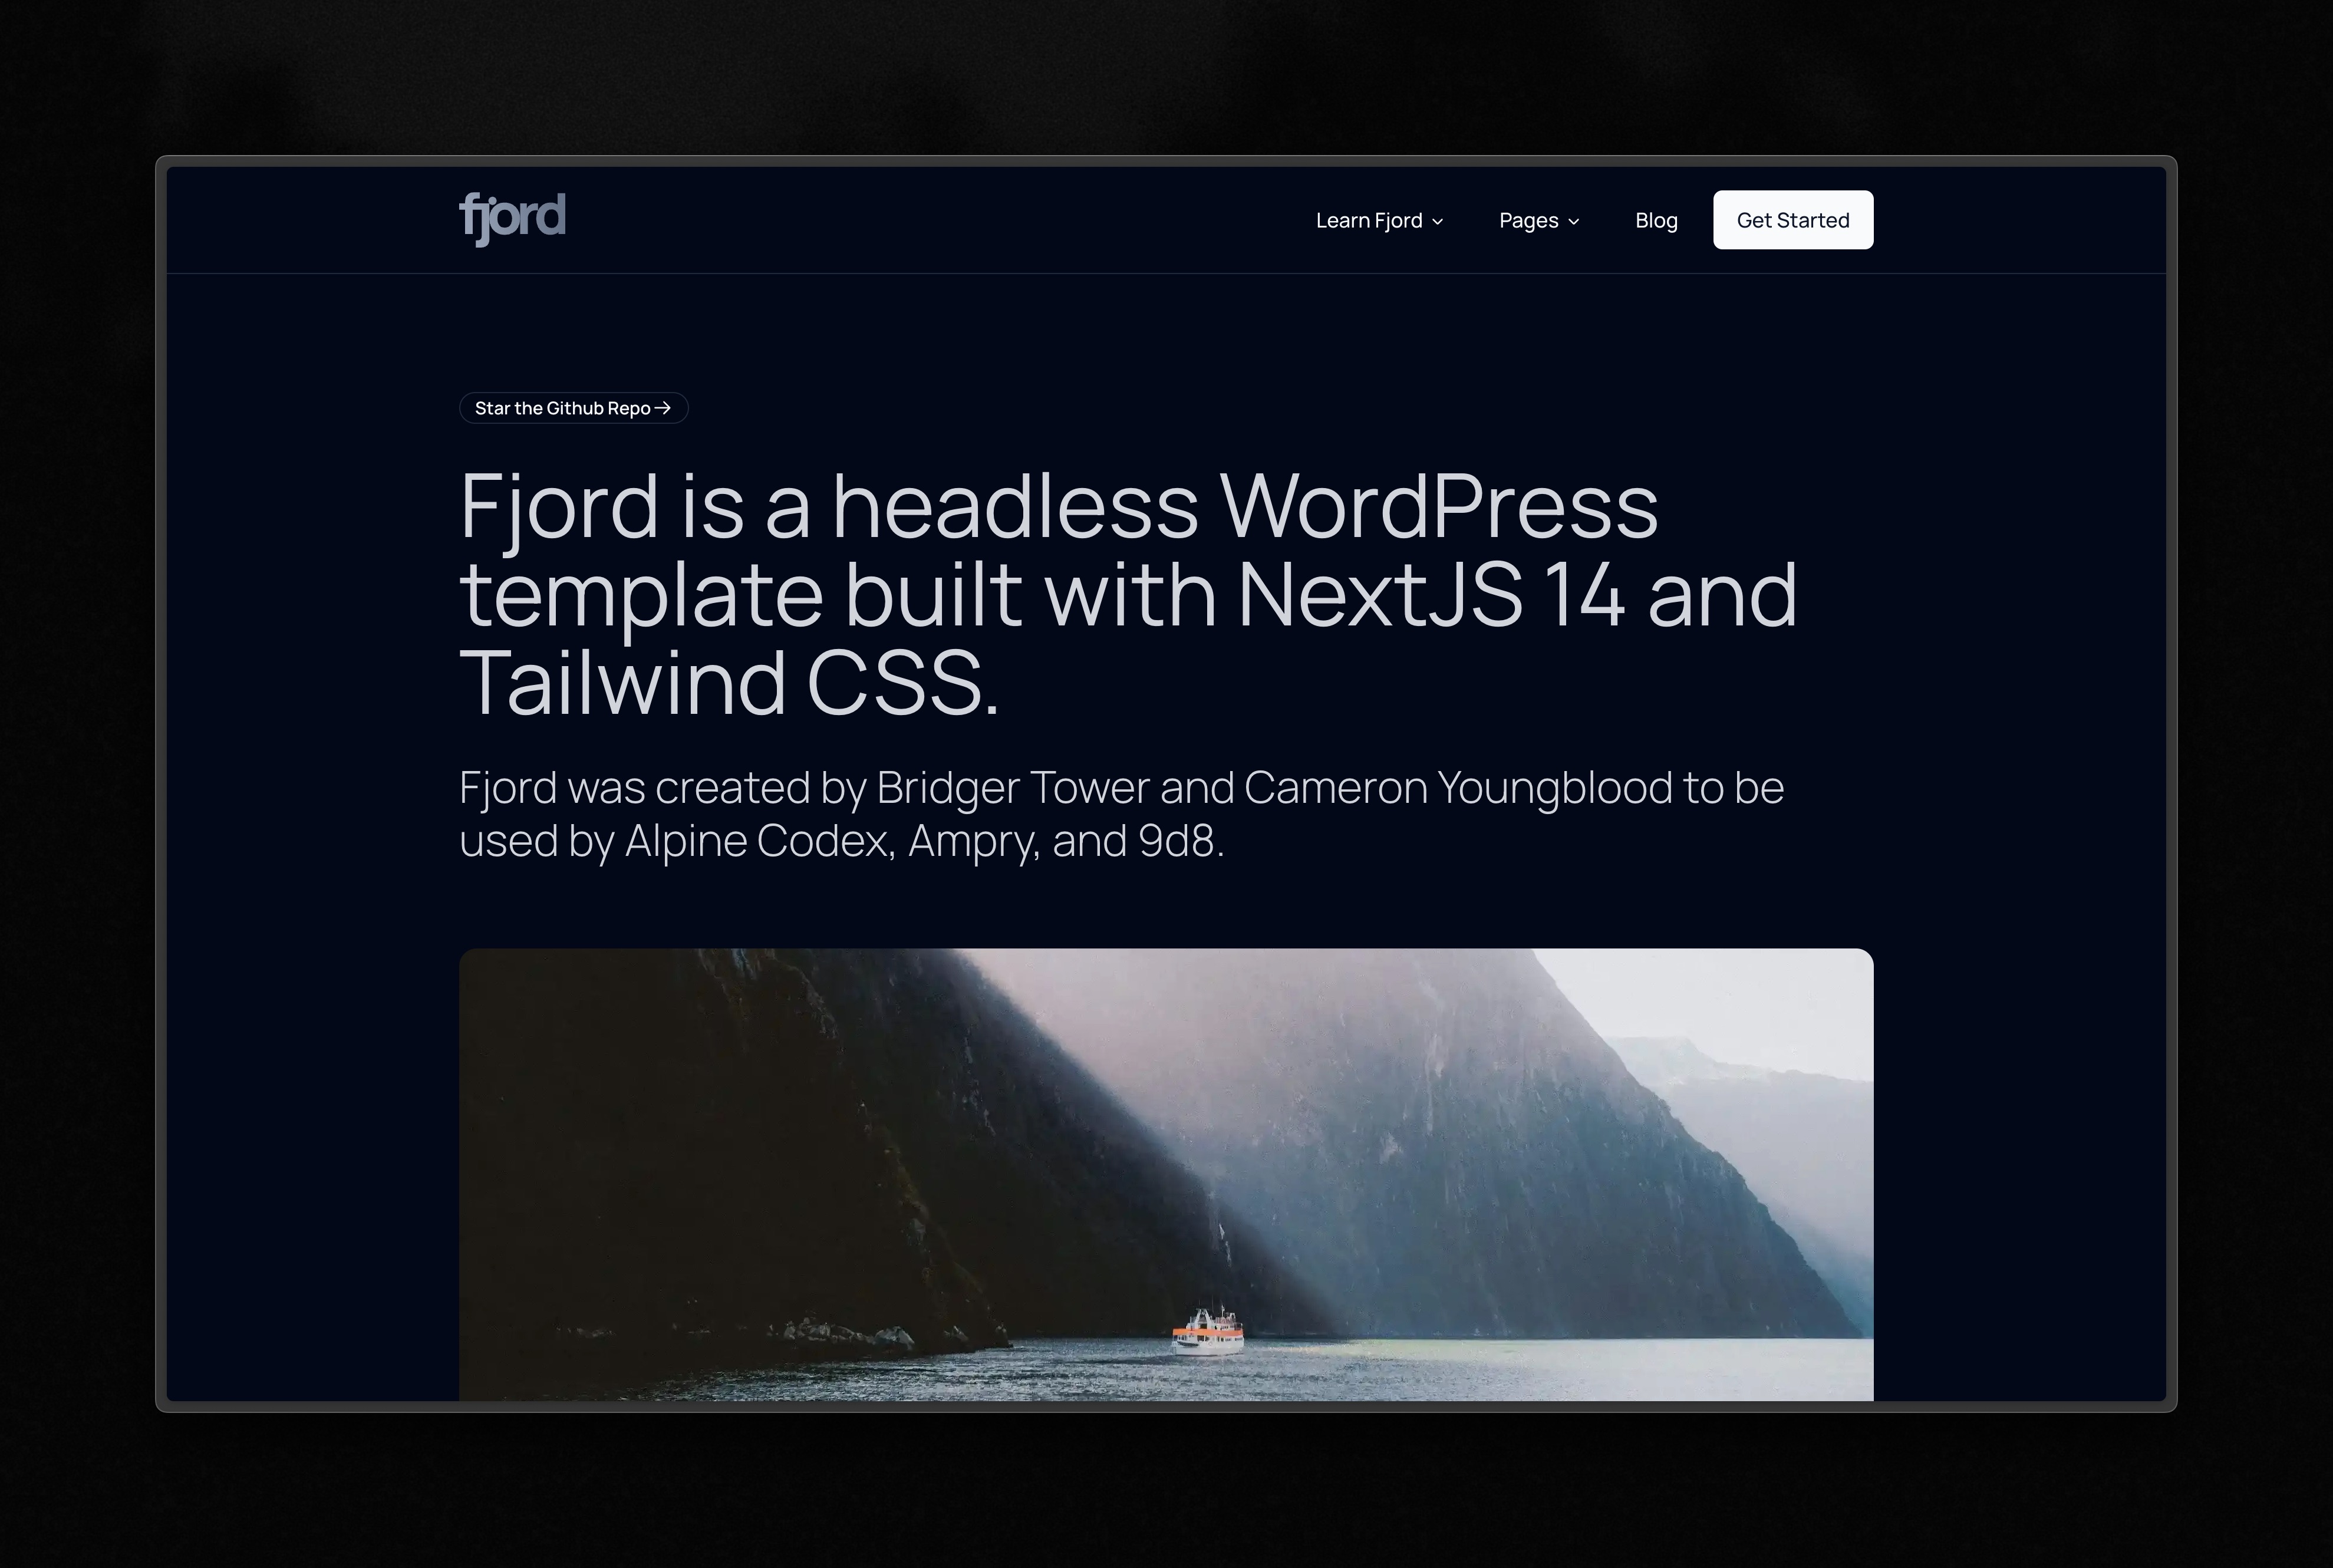 fjord
Learn Fjord
Pages
Blog
Get Started
Star the Github Repo
Fjord is a headless WordPress
template built with NextJS 14 and
Tailwind CSS.
Fjord was created by Bridger Tower and Cameron Youngblood to be
used by Alpine Codex, Ampry, and 9d8.